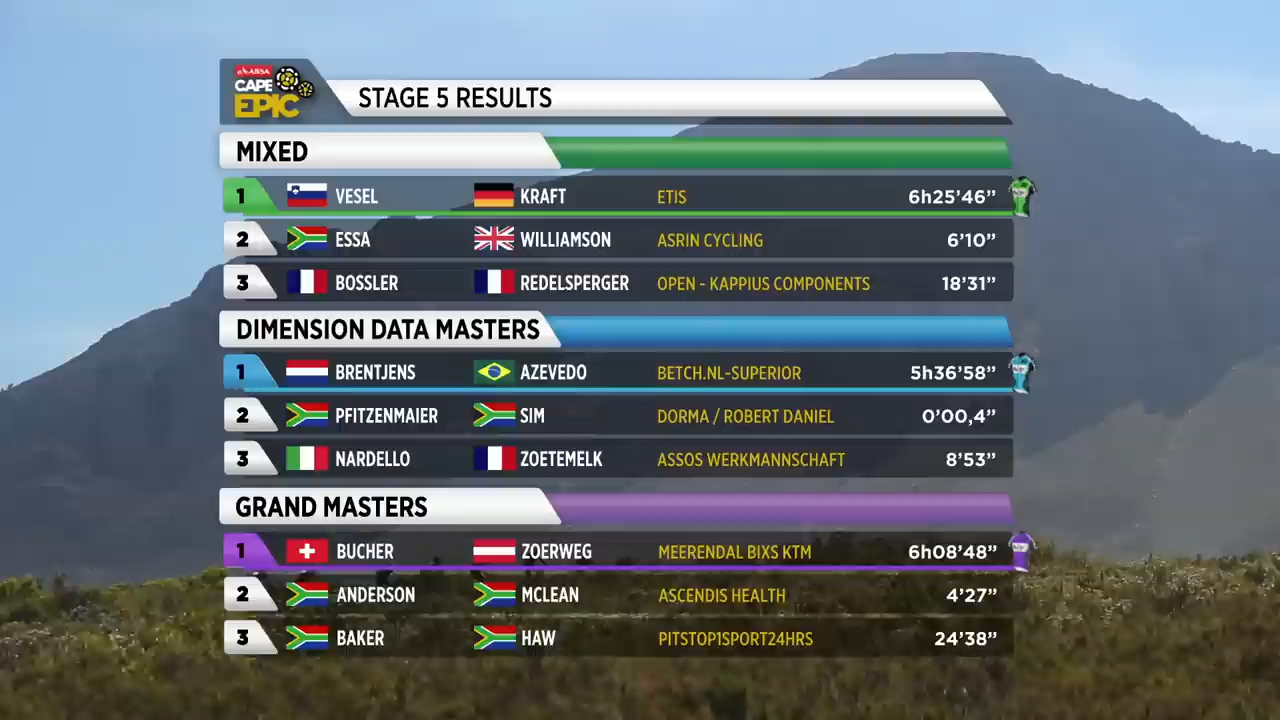 ABSA
CAPE
EPIC
STAGE 5 RESULTS
MIXED
1 VESEL KRAFT ETIS 6h25'46"
2 ESSA WILLIAMSON ASRIN CYCLING 6'10"
3 BOSSLER REDELSPERGER OPEN - KAPPIUS COMPONENTS 18'31"
DIMENSION DATA MASTERS
1 BRENTJENS AZEVEDO BETCH.NL-SUPERIOR 5h36'58"
2 PFITZENMAIER SIM DORMA / ROBERT DANIEL 0'00,4"
3 NARDELLO ZOETEMELK ASSOS WERKMANNSCHAFT 8'53"
GRAND MASTERS
1 BUCHER ZOERWEG MEERENDAL BIXS KTM 6h08'48"
2 ANDERSON MCLEAN ASCENDIS HEALTH 4'27"
3 BAKER HAW PITSTOP1SPORT24HRS 24'38"